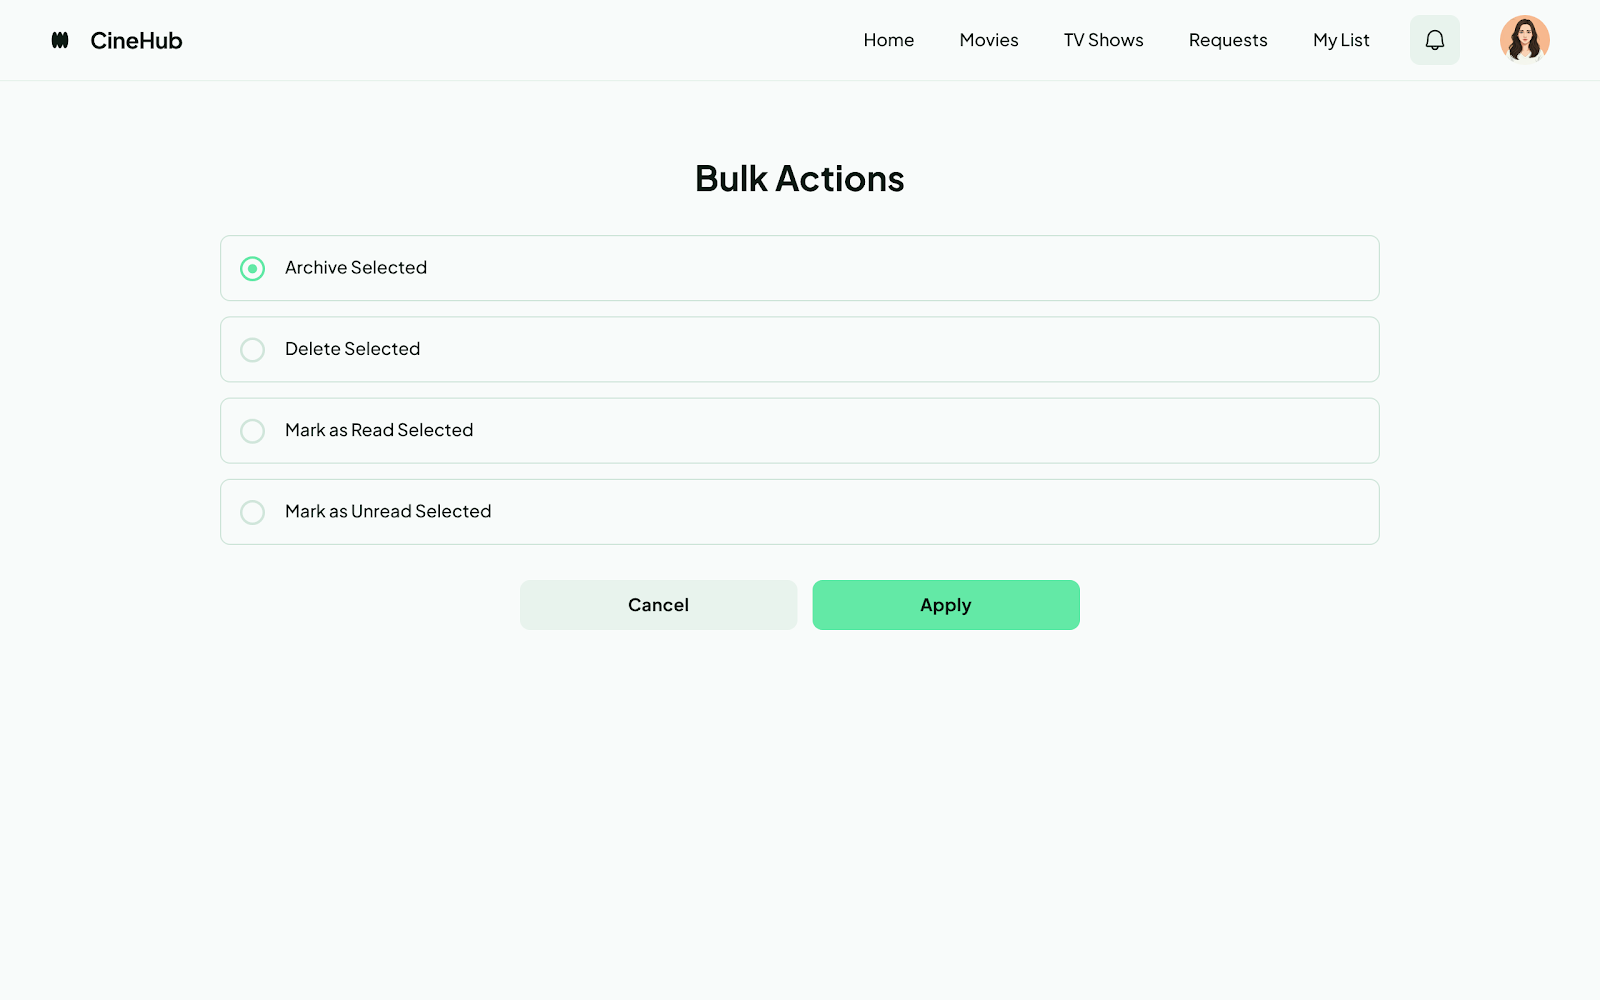 CineHub
Home
Movies
TV Shows
Requests
My List
Bulk Actions
Archive Selected
Delete Selected
Mark as Read Selected
Mark as Unread Selected
Cancel
Apply